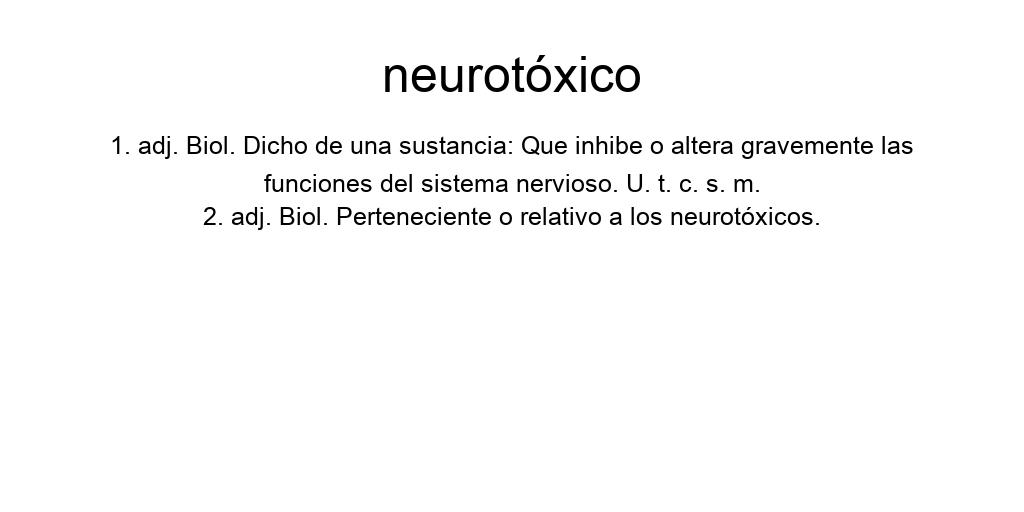 neurotóxico
1. adj. Biol. Dicho de una sustancia: Que inhibe o altera gravemente las
funciones del sistema nervioso. U. t. c. s. m.
2. adj. Biol. Perteneciente o relativo a los neurotóxicos.